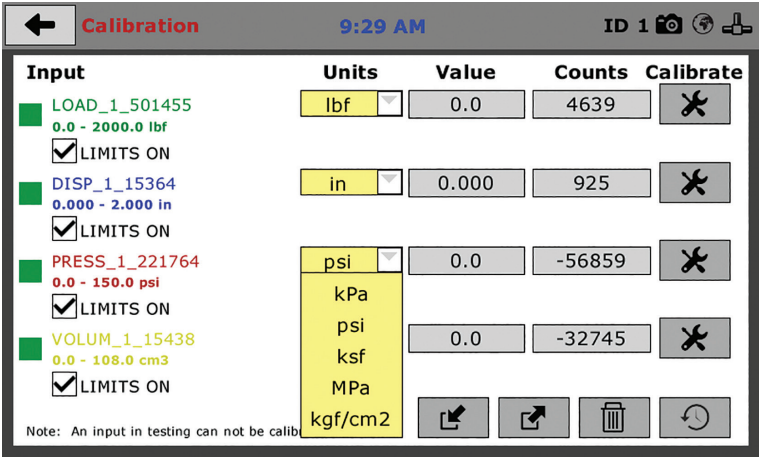 Calibration 9:29 AM ID 1
Input Units Value Counts Calibrate
LOAD_1_501455 lbf 0.0 4639
0.0 - 2000.0 lbf
LIMITS ON
DISP_1_15364 in 0.000 925
0.000 - 2.000 in
LIMITS ON
PRESS_1_221764 psi 0.0 -56859
0.0 - 150.0 psi
LIMITS ON
kPa
psi
VOLUM_1_15438 0.0 -32745
0.0 - 108.0 cm3
ksf
LIMITS ON
MPa
kgf/cm2
Note: An input in testing can not be